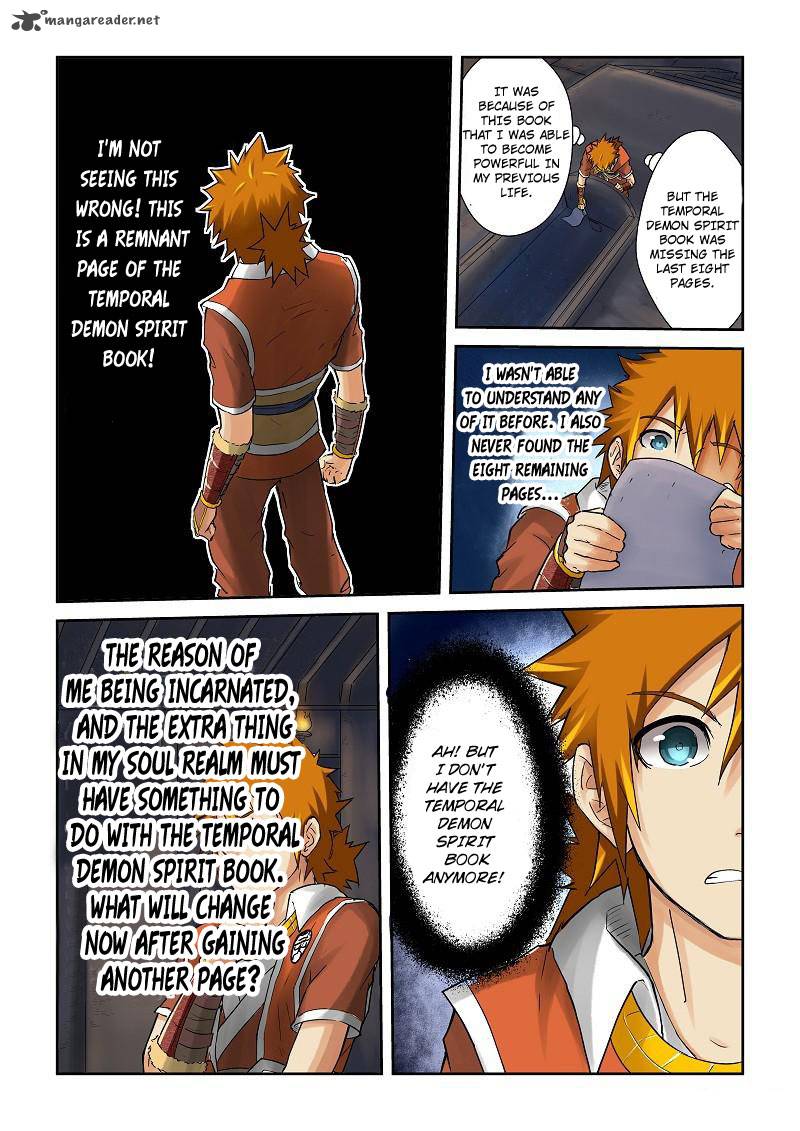 mangareader.net
I'M NOT
SEEING THIS
WRONG! THIS
IS A REMNANT
PAGE OF THE
TEMPORAL
DEMON SPIRIT
BOOK!
IT WAS
BECAUSE OF
THIS BOOK
THAT I WAS ABLE
TO BECOME
POWERFUL IN
MY PREVIOUS
LIFE.
BUT THE
TEMPORAL
DEMON SPIRIT
BOOK WAS
MISSING THE
LAST EIGHT
PAGES.
I WASN'T ABLE
TO UNDERSTAND ANY
OF IT BEFORE. I ALSO
NEVER FOUND THE
EIGHT REMAINING
PAGES...
THE REASON OF
ME BEING INCARNATED,
AND THE EXTRA THING
IN MY SOUL REALM MUST
HAVE SOMETHING TO
DO WITH THE TEMPORAL
DEMON SPIRIT BOOK.
WHAT WILL CHANGE
NOW AFTER GAINING
ANOTHER PAGE?
AH! BUT
I DON'T
HAVE THE
TEMPORAL
DEMON
SPIRIT
BOOK
ANYMORE!